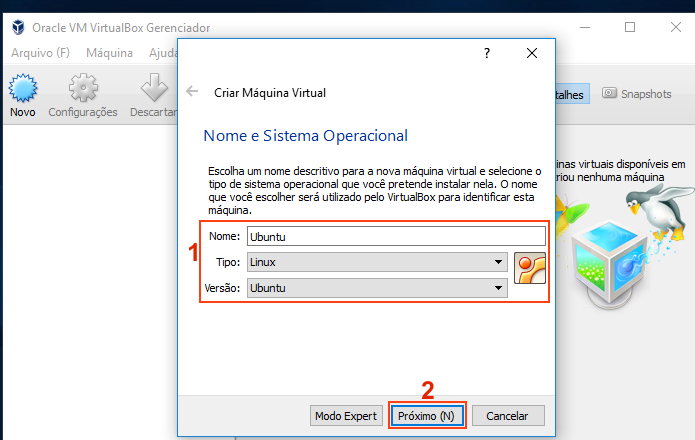 Oracle VM VirtualBox Gerenciador
Arquivo (F) Máquina Ajuda
Novo Configurações Descartar
talhes Snapshots
?
Criar Máquina Virtual
Nome e Sistema Operacional
Escolha um nome descritivo para a nova máquina virtual e selecione o
tipo de sistema operacional que você pretende instalar nela. O nome
que você escolher será utilizado pelo VirtualBox para identificar esta
máquina.
inas virtuais disponíveis em
riou nenhuma máquina
1
Nome: Ubuntu
Tipo: Linux
Versão: Ubuntu
2
Modo Expert Próximo (N) Cancelar